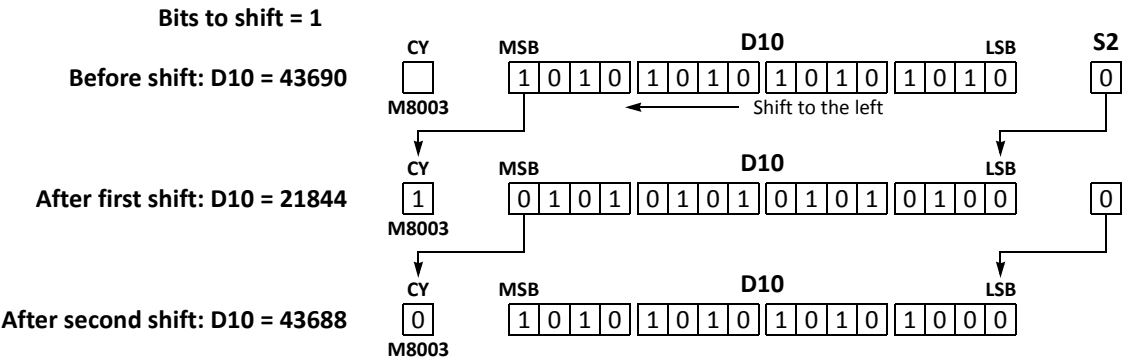 Bits to shift = 1
CY MSB D10 LSB S2
Before shift: D10 = 43690 1 0 1 0 1 0 1 0 1 0 1 0 1 0 1 0 0
M8003 Shift to the left
CY MSB D10 LSB
After first shift: D10 = 21844 1 0 1 0 1 0 1 0 1 0 1 0 1 0 1 0 0 0
M8003
CY MSB D10 LSB
After second shift: D10 = 43688 0 1 0 1 0 1 0 1 0 1 0 1 0 1 0 0 0
M8003